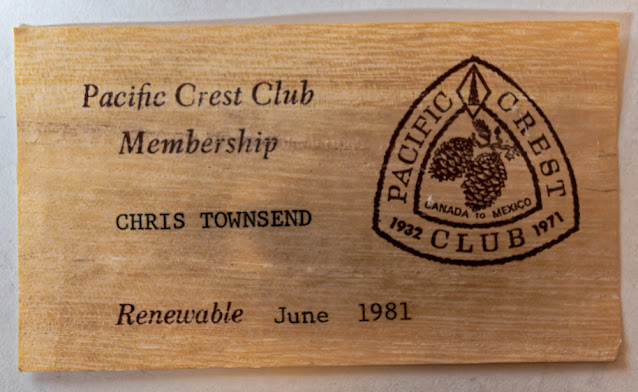 Pacific Crest Club
Membership
CHRIS TOWNSEND
Renewable June 1981
PACIFIC CREST
CANADA TO MEXICO
1932 CLUB 1971